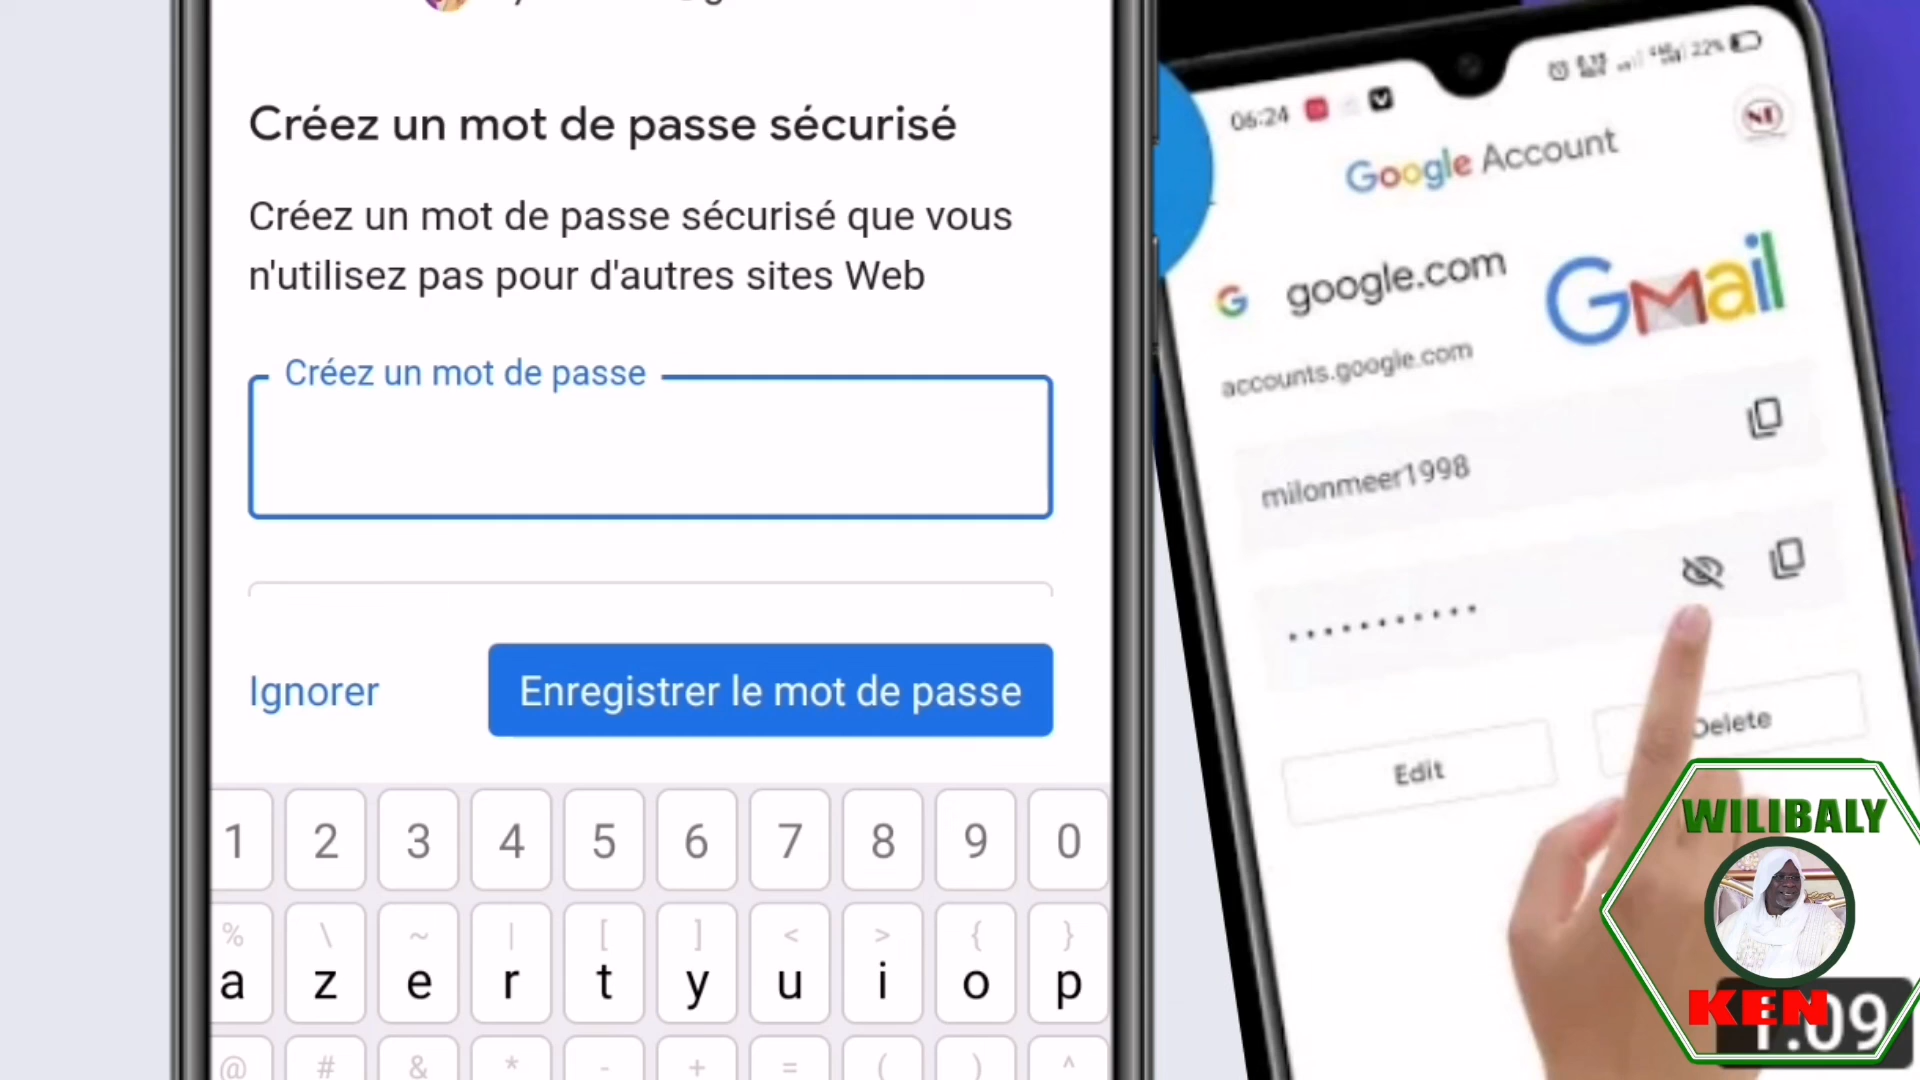 Créez un mot de passe sécurisé
Créez un mot de passe sécurisé que vous
n'utilisez pas pour d'autres sites Web
Créez un mot de passe
Ignorer
Enregistrer le mot de passe
1 2 3 4 5 6 7 8 9 0
% \ ~ | [ ] < > { }
a z e r t y u i o p
@ # & * - + = ( ) ^
06:24
22%
Google Account
google.com
Gmail
accounts.google.com
milonmeer1998
Edit
Delete
WILIBALY
KEN
1:09